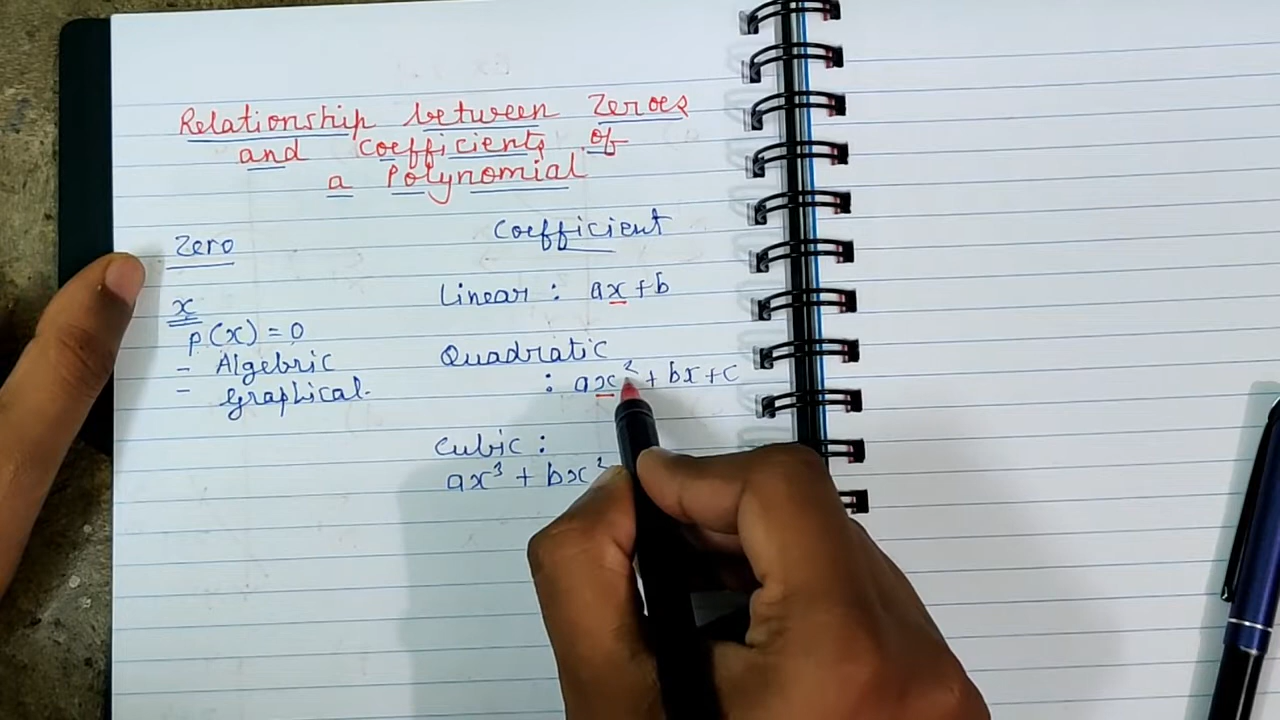 Relationship between Zeroes
and Coefficients of
a Polynomial
Zero
x
p(x) = 0
- Algebric
- Graphical.
Coefficient
Linear : ax + b
Quadratic
: ax² + bx + c
Cubic :
ax³ + bx²